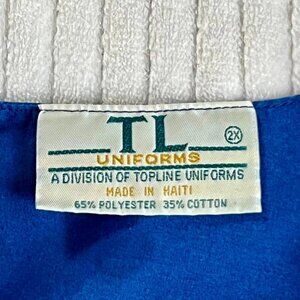 TL 2X
UNIFORMS
A DIVISION OF TOPLINE UNIFORMS
MADE IN HAITI
65% POLYESTER 35% COTTON